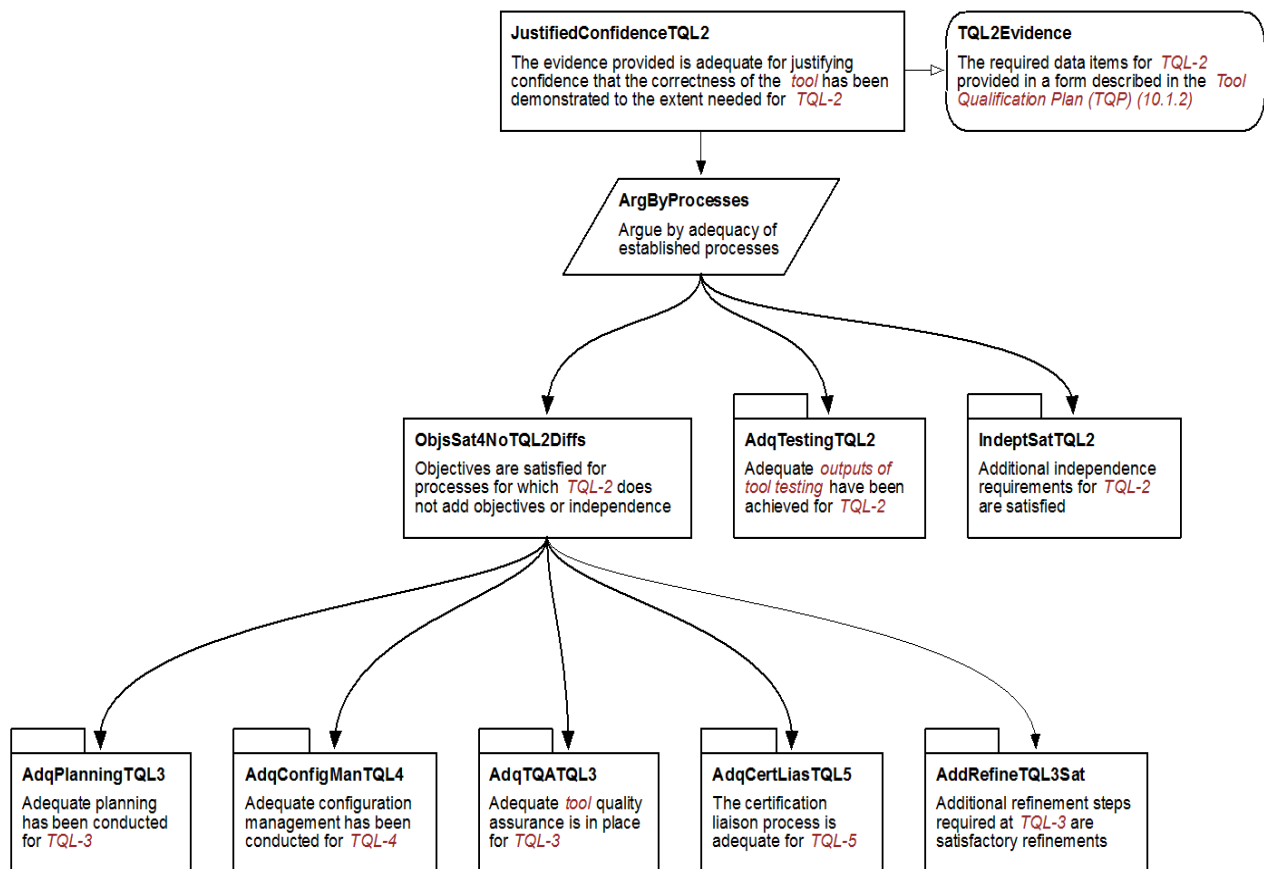 JustifiedConfidenceTQL2
The evidence provided is adequate for justifying
confidence that the correctness of the tool has been
demonstrated to the extent needed for TQL-2
TQL2Evidence
The required data items for TQL-2
provided in a form described in the Tool
Qualification Plan (TQP) (10.1.2)
ArgByProcesses
Argue by adequacy of
established processes
ObjsSat4NoTQL2Diffs
Objectives are satisfied for
processes for which TQL-2 does
not add objectives or independence
AdqTestingTQL2
Adequate outputs of
tool testing have been
achieved for TQL-2
IndeptSatTQL2
Additional independence
requirements for TQL-2
are satisfied
AdqPlanningTQL3
Adequate planning
has been conducted
for TQL-3
AdqConfigManTQL4
Adequate configuration
management has been
conducted for TQL-4
AdqTQATQL3
Adequate tool quality
assurance is in place
for TQL-3
AdqCertLiasTQL5
The certification
liaison process is
adequate for TQL-5
AddRefineTQL3Sat
Additional refinement steps
required at TQL-3 are
satisfactory refinements